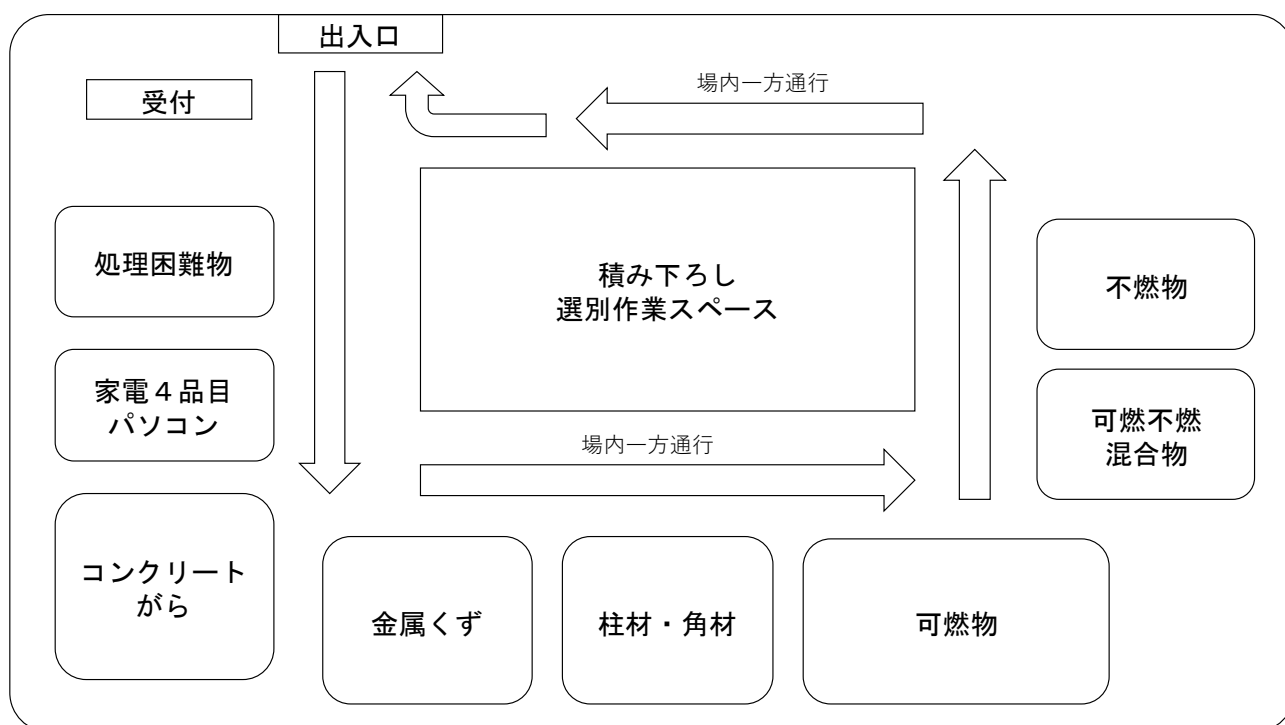 出入口
受付
場内一方通行
処理困難物
積み下ろし
選別作業スペース
不燃物
家電４品目
パソコン
可燃不燃
混合物
場内一方通行
コンクリート
がら
金属くず
柱材・角材
可燃物